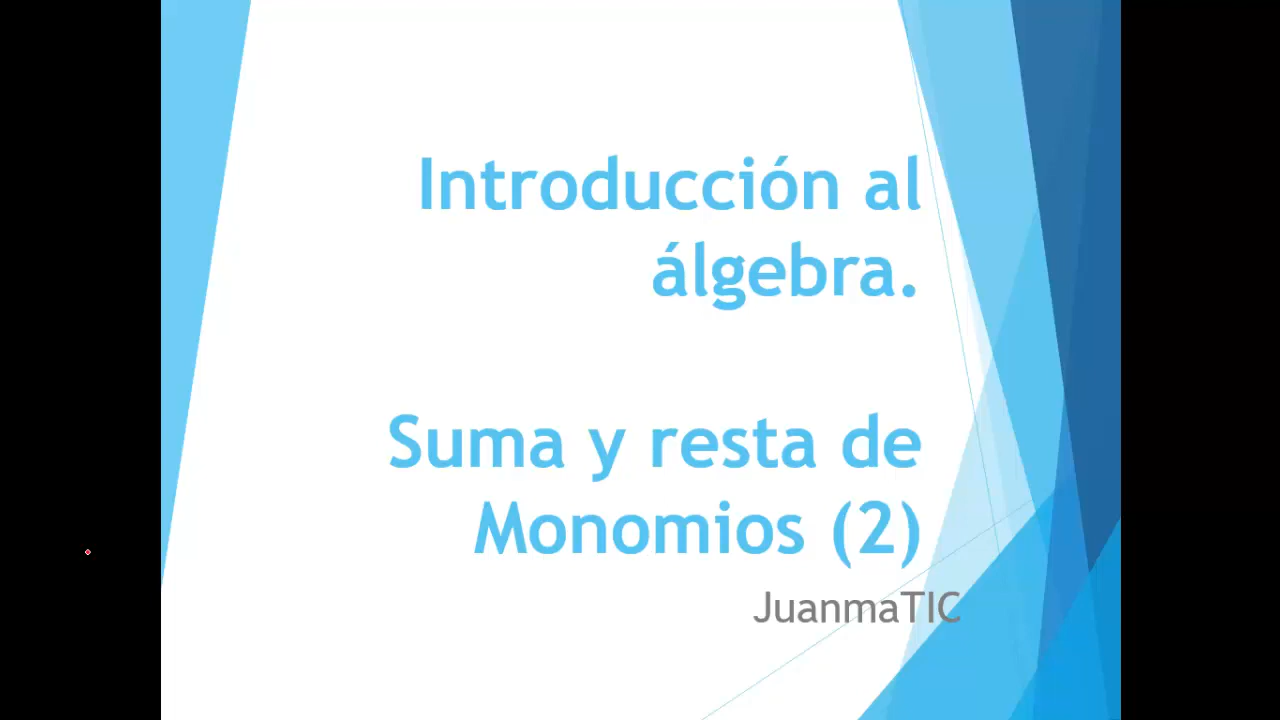 Introducción al
álgebra.
Suma y resta de
Monomios (2)
JuanmaTIC